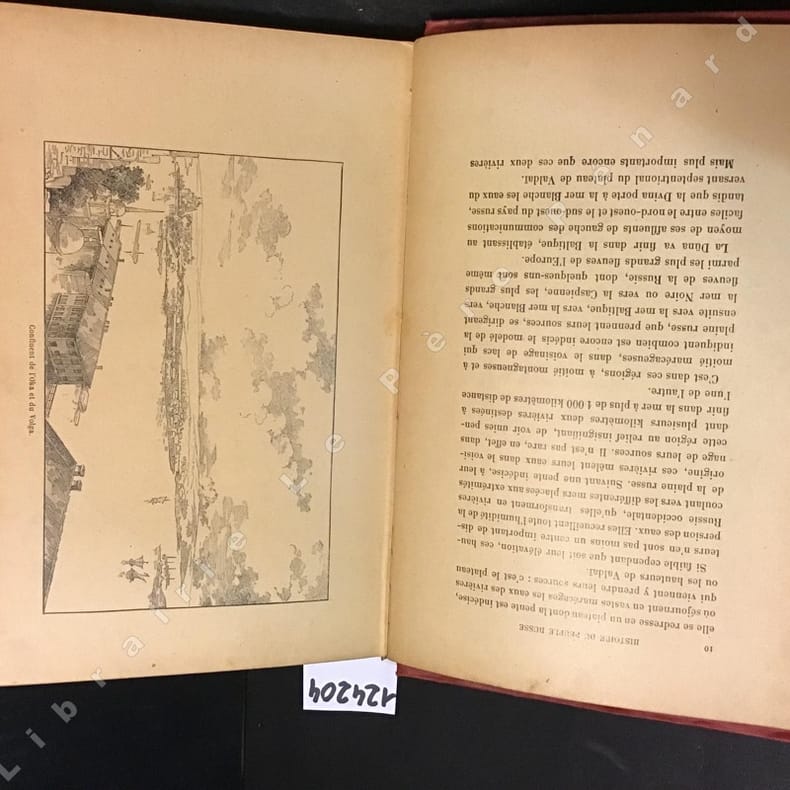 10
HISTOIRE DU PEUPLE RUSSE
elle se redresse en un plateau dont la pente est indécise,
où séjournent en vastes marécages les eaux des rivières
qui viennent y prendre leurs sources : c'est le plateau
ou les hauteurs de Valdaï.
Si faible cependant que soit leur élévation, ces hau-
teurs n'en sont pas moins un centre important de dis-
persion des eaux. Elles recueillent toute l'humidité de la
Russie occidentale, qu'elles transforment en rivières
coulant vers les différentes mers placées aux extrémités
de la plaine russe. Suivant une pente indécise, à leur
origine, ces rivières mêlent leurs eaux dans le voisi-
nage de leurs sources. Il n'est pas rare, en effet, dans
cette région au relief insignifiant, de voir unies pen-
dant plusieurs kilomètres deux rivières destinées à
finir dans la mer à plus de 1 000 kilomètres de distance
l'une de l'autre.
C'est dans ces régions, à moitié montagneuses et à
moitié marécageuses, dans le voisinage de lacs qui
indiquent combien est encore indécis le modelé de la
plaine russe, que prennent leurs sources, se dirigeant
ensuite vers la mer Baltique, vers la mer Blanche, vers
la mer Noire ou vers la Caspienne, les plus grands
fleuves de la Russie, dont quelques-uns sont même
parmi les plus grands fleuves de l'Europe.
La Düna va finir dans la Baltique, établissant au
moyen de ses affluents de gauche des communications
faciles entre le nord-ouest et le sud-ouest du pays russe,
tandis que la Dvina porte à la mer Blanche les eaux du
versant septentrional du plateau de Valdaï.
Mais plus importants encore que ces deux rivières
Confluent de l'Oka et du Volga.
124204
Librairie Le Père Pénard